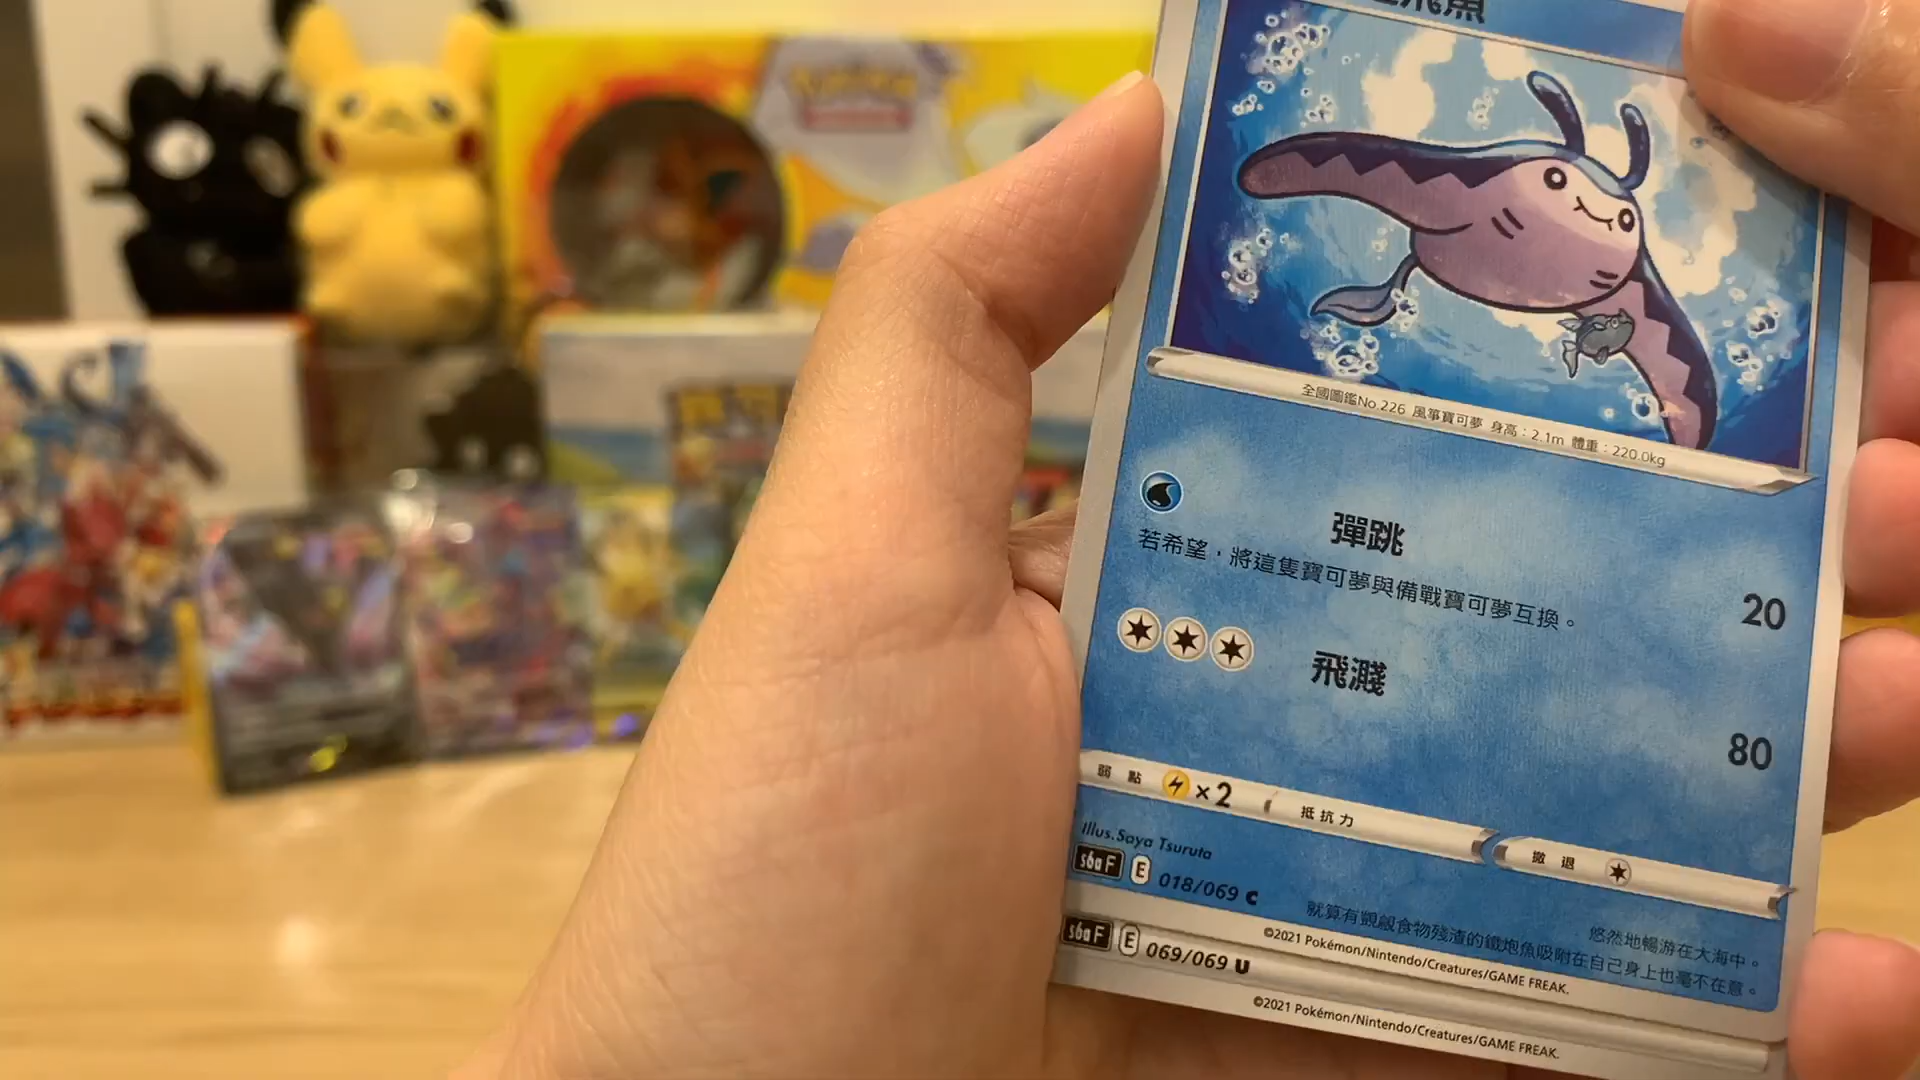 飛魚
全國圖鑑No.226 風箏寶可夢 身高：2.1m 體重：220.0kg
彈跳 20
若希望，將這隻寶可夢與備戰寶可夢互換。
飛濺 80
弱點 ×2 抵抗力 撤退
Illus.Saya Tsuruta
s6a F E 018/069 C
悠然地暢游在大海中。
就算有覬覦食物殘渣的鐵炮魚吸附在自己身上也毫不在意。
©2021 Pokémon/Nintendo/Creatures/GAME FREAK.
s6a F E 069/069 U
©2021 Pokémon/Nintendo/Creatures/GAME FREAK.